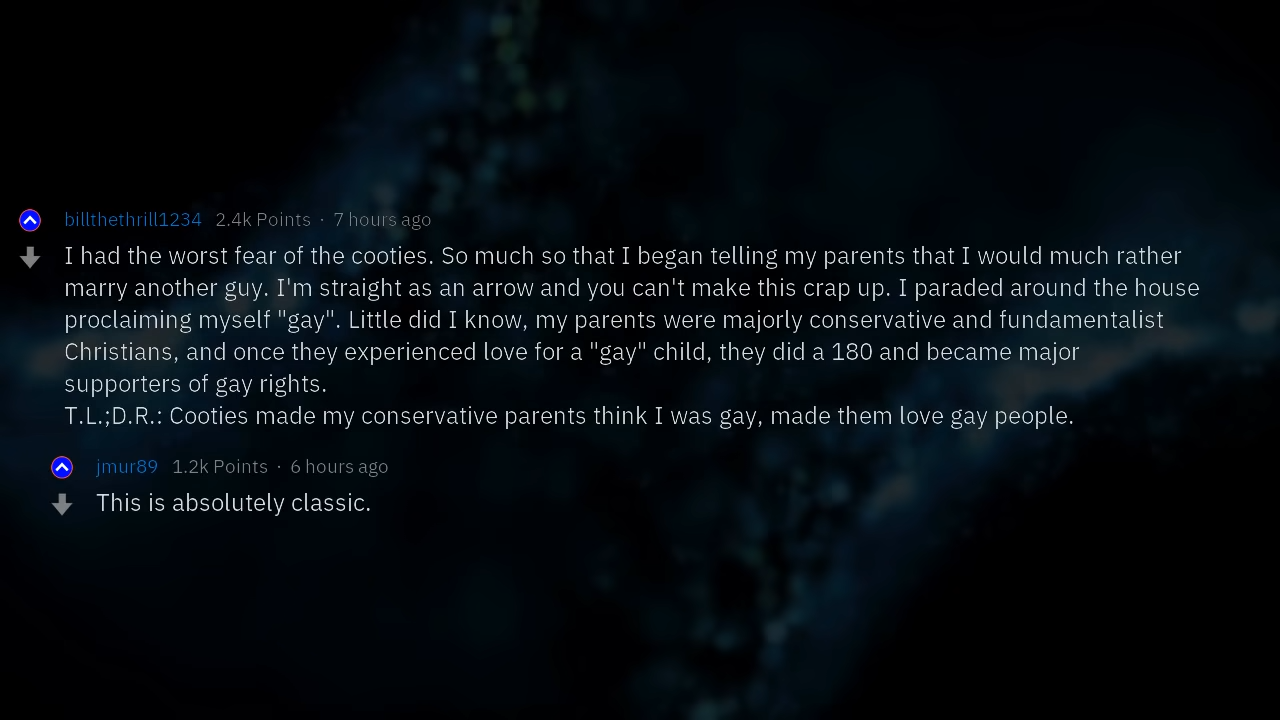 billthethrill1234 2.4k Points · 7 hours ago
I had the worst fear of the cooties. So much so that I began telling my parents that I would much rather
marry another guy. I'm straight as an arrow and you can't make this crap up. I paraded around the house
proclaiming myself "gay". Little did I know, my parents were majorly conservative and fundamentalist
Christians, and once they experienced love for a "gay" child, they did a 180 and became major
supporters of gay rights.
T.L.;D.R.: Cooties made my conservative parents think I was gay, made them love gay people.
jmur89 1.2k Points · 6 hours ago
This is absolutely classic.